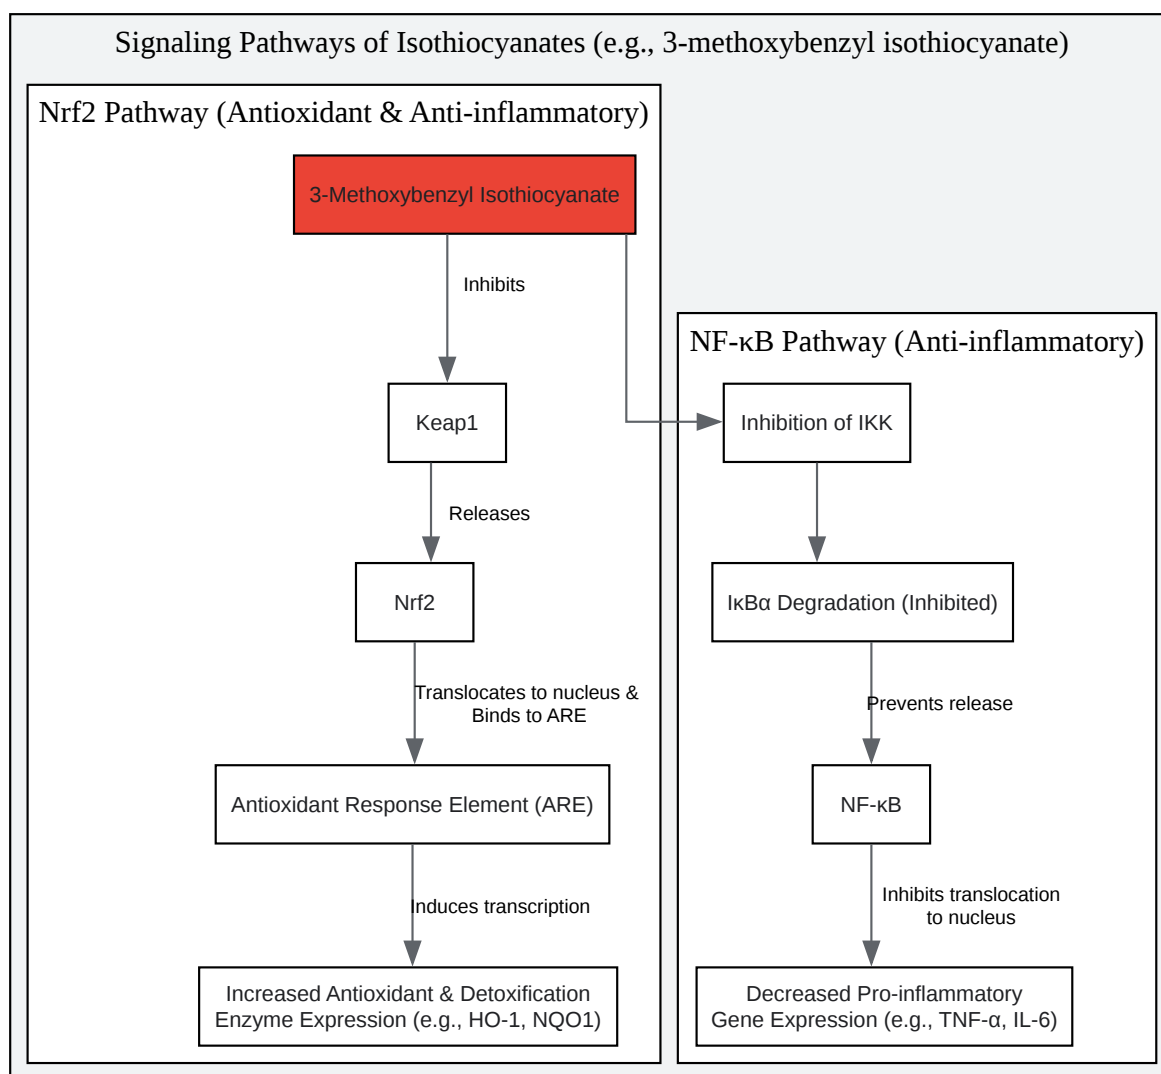 Signaling Pathways of Isothiocyanates (e.g., 3-methoxybenzyl isothiocyanate)
Nrf2 Pathway (Antioxidant & Anti-inflammatory)
3-Methoxybenzyl Isothiocyanate
Inhibits
Keap1
Releases
Nrf2
Translocates to nucleus &
Binds to ARE
Antioxidant Response Element (ARE)
Induces transcription
Increased Antioxidant & Detoxification
Enzyme Expression (e.g., HO-1, NQO1)
NF-κB Pathway (Anti-inflammatory)
Inhibition of IKK
IκBα Degradation (Inhibited)
Prevents release
NF-κB
Inhibits translocation
to nucleus
Decreased Pro-inflammatory
Gene Expression (e.g., TNF-α, IL-6)